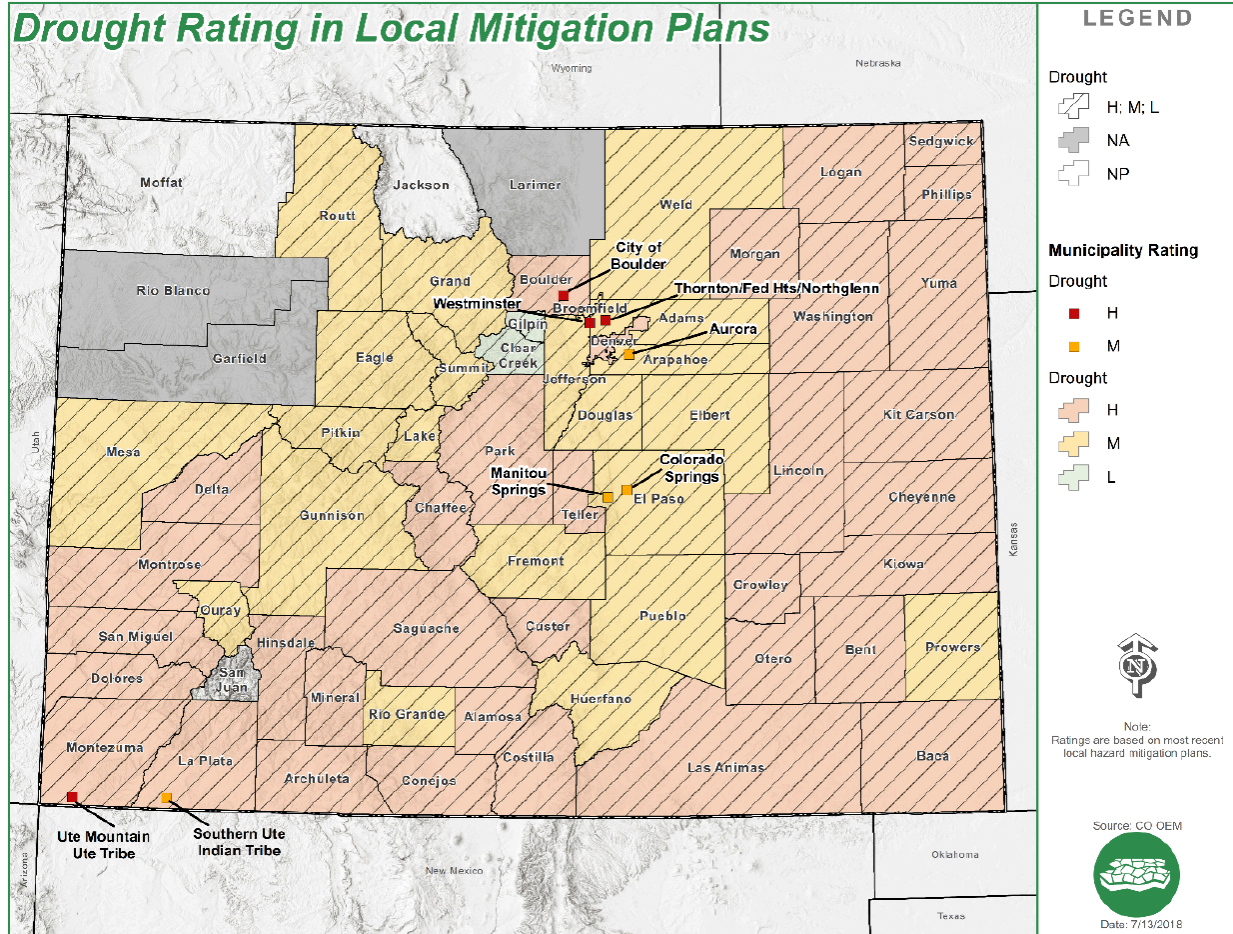 Drought Rating in Local Mitigation Plans
LEGEND
Wyoming
Nebraska
Drought
H; M; L
NA
NP
Municipality Rating
Drought
H
M
Drought
H
M
L
Moffat
Routt
Jackson
Larimer
Weld
Logan
Sedgwick
Phillips
Morgan
City of
Boulder
Rio Blanco
Grand
Boulder
Thornton/Fed Hts/Northglenn
Westminster
Broomfield
Gilpin
Adams
Washington
Yuma
Aurora
Denver
Clear
Creek
Garfield
Eagle
Summit
Arapahoe
Jefferson
Utah
Mesa
Pitkin
Lake
Park
Douglas
Elbert
Kit Carson
Lincoln
Colorado
Springs
Manitou
Springs
Delta
Gunnison
Chaffee
Teller
El Paso
Cheyenne
Kansas
Montrose
Fremont
Kiowa
Crowley
Ouray
Pueblo
San Miguel
Hinsdale
Saguache
Custer
Otero
Bent
Prowers
Dolores
San
Juan
Mineral
Rio Grande
Alamosa
Huerfano
Montezuma
La Plata
Archuleta
Conejos
Costilla
Las Animas
Baca
Ute Mountain
Ute Tribe
Southern Ute
Indian Tribe
Arizona
New Mexico
Oklahoma
Texas
N
Note:
Ratings are based on most recent
local hazard mitigation plans.
Source: CO OEM
Date: 7/13/2018